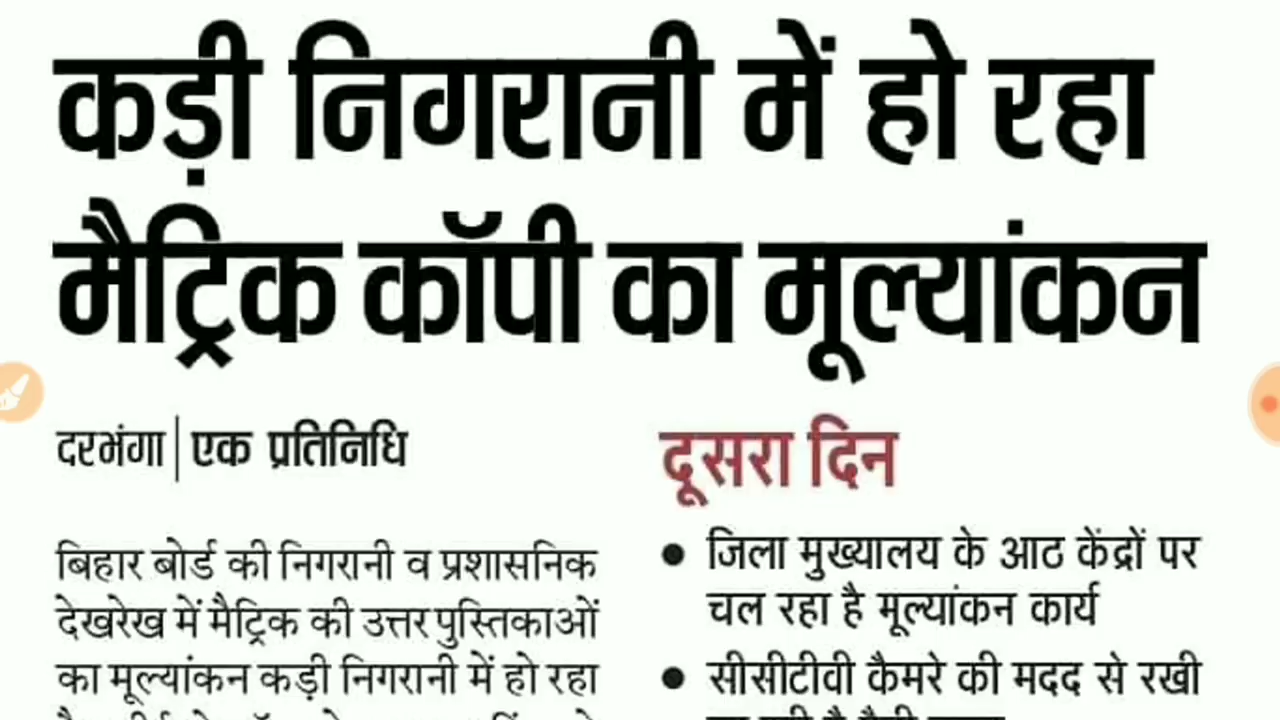 कड़ी निगरानी में हो रहा
मैट्रिक कॉपी का मूल्यांकन
दरभंगा | एक प्रतिनिधि
बिहार बोर्ड की निगरानी व प्रशासनिक
देखरेख में मैट्रिक की उत्तरपुस्तिकाओं
का मूल्यांकन कड़ी निगरानी में हो रहा
दूसरा दिन
● जिला मुख्यालय के आठ केंद्रों पर
चल रहा है मूल्यांकन कार्य
● सीसीटीवी कैमरे की मदद से रखी